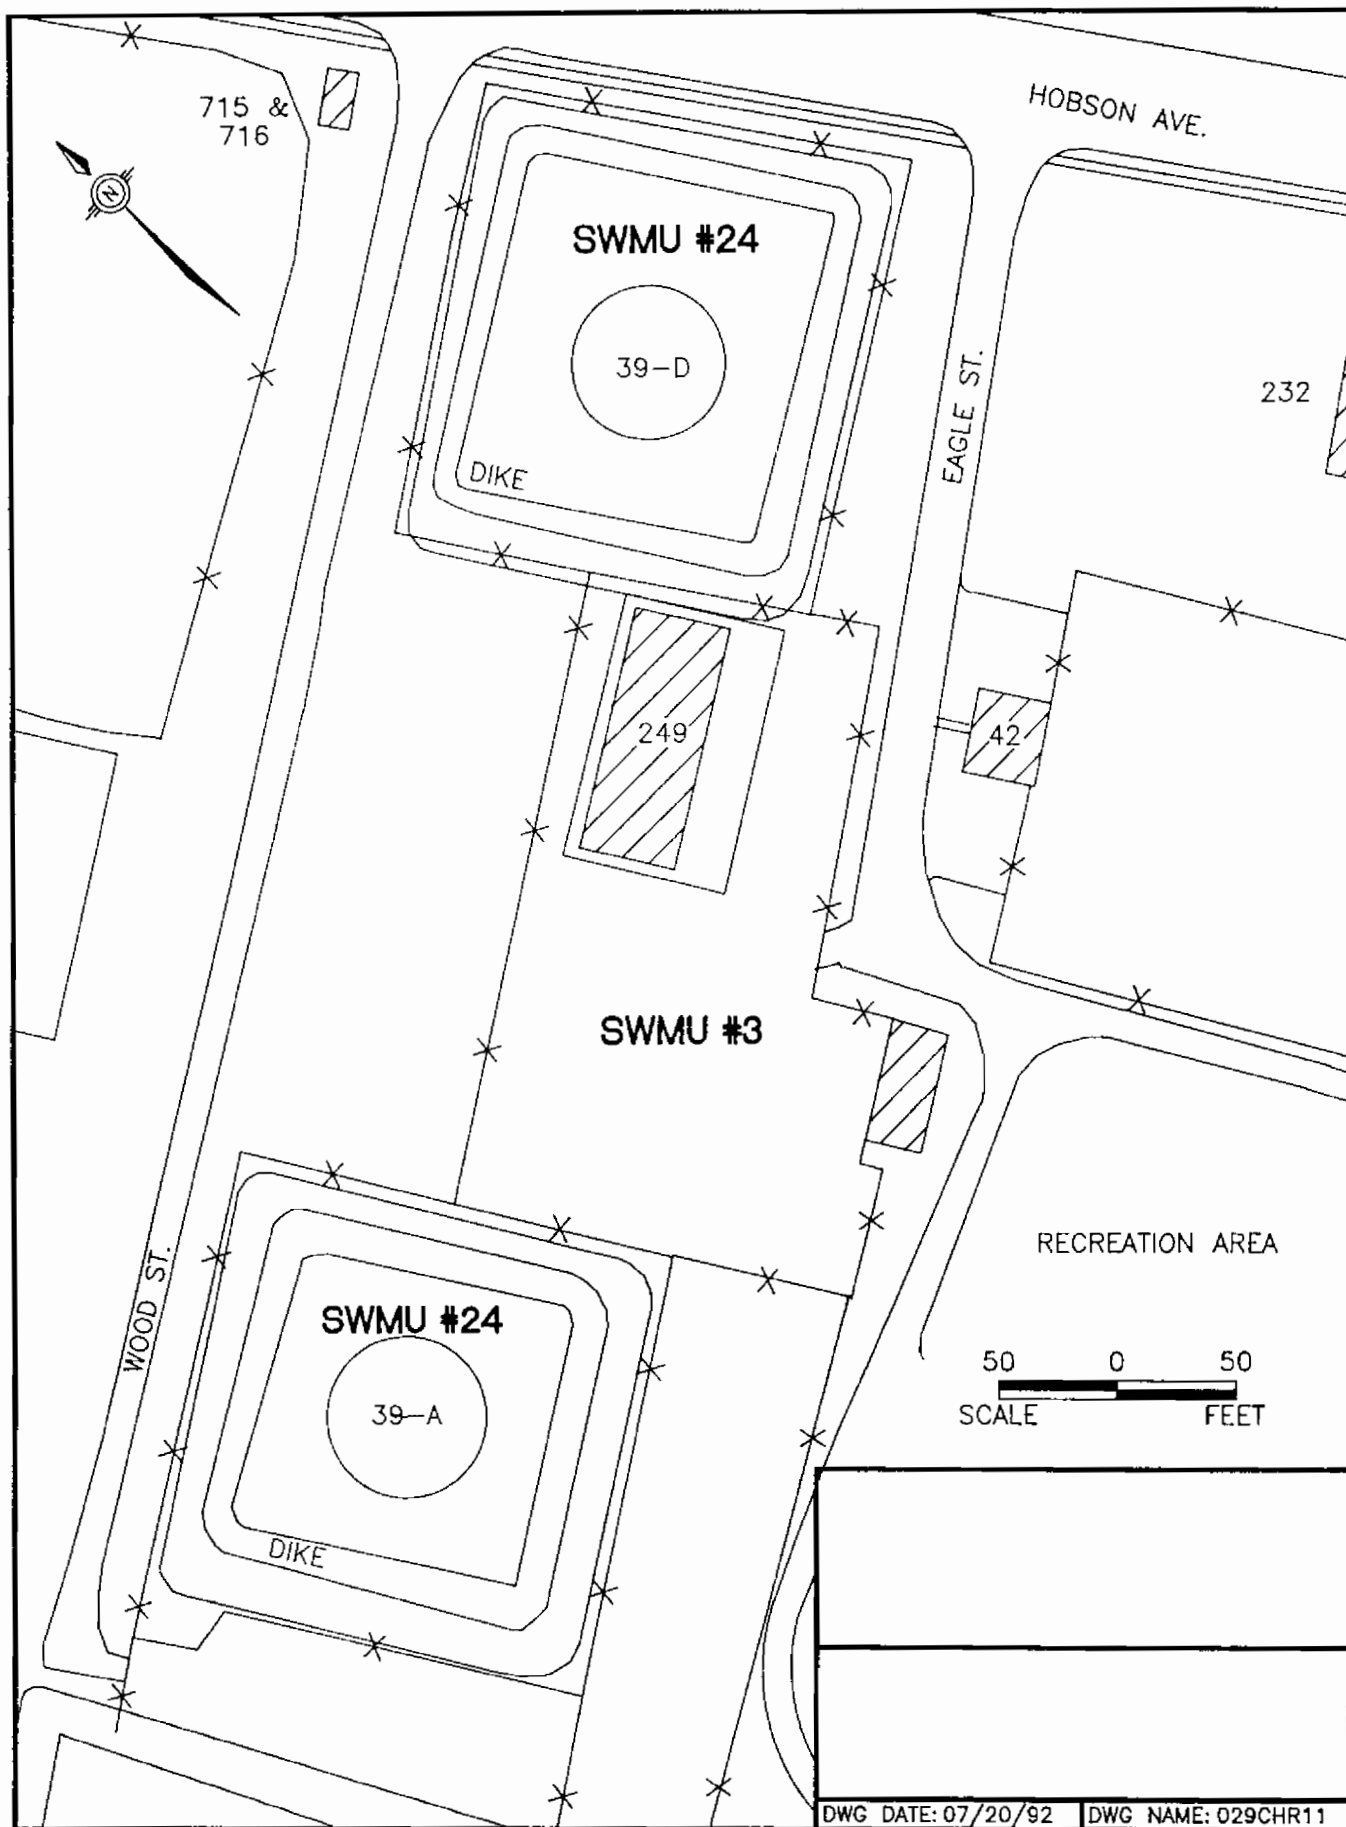 HOBSON AVE.
715 &
716
N
SWMU #24
39-D
DIKE
EAGLE ST.
232
249
42
SWMU #3
WOOD ST.
RECREATION AREA
SWMU #24
39-A
DIKE
50 0 50
SCALE FEET
DWG DATE: 07/20/92 DWG NAME: 029CHR11